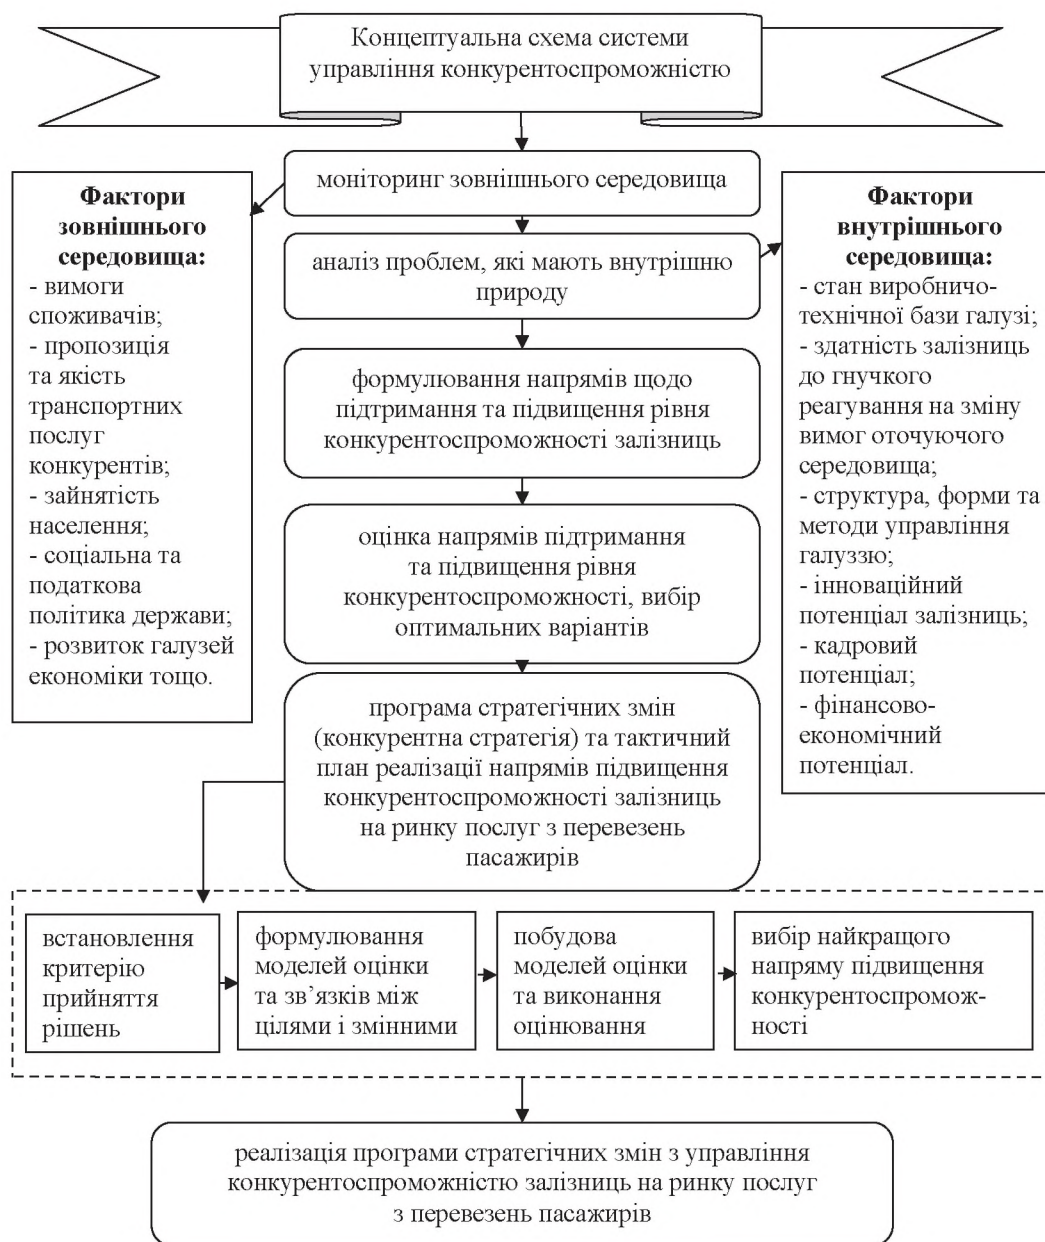 Концептуальна схема системи
управління конкурентоспроможністю
моніторинг зовнішнього середовища
Фактори
зовнішнього
середовища:
- вимоги
споживачів;
- пропозиція
та якість
транспортних
послуг
конкурентів;
- зайнятість
населення;
- соціальна та
податкова
політика держави;
- розвиток галузей
економіки тощо.
аналіз проблем, які мають внутрішню
природу
Фактори
внутрішнього
середовища:
- стан виробничо-
технічної бази галузі;
- здатність залізниць
до гнучкого
реагування на зміну
вимог оточуючого
середовища;
- структура, форми та
методи управління
галуззю;
- інноваційний
потенціал залізниць;
- кадровий
потенціал;
- фінансово-
економічний
потенціал.
формулювання напрямів щодо
підтримання та підвищення рівня
конкурентоспроможності залізниць
оцінка напрямів підтримання
та підвищення рівня
конкурентоспроможності, вибір
оптимальних варіантів
програма стратегічних змін
(конкурентна стратегія) та тактичний
план реалізації напрямів підвищення
конкурентоспроможності залізниць
на ринку послуг з перевезень
пасажирів
встановлення
критерію
прийняття
рішень
формулювання
моделей оцінки
та зв’язків між
цілями і змінними
побудова
моделей оцінки
та виконання
оцінювання
вибір найкращого
напряму підвищення
конкурентоспромож-
ності
реалізація програми стратегічних змін з управління
конкурентоспроможністю залізниць на ринку послуг
з перевезень пасажирів